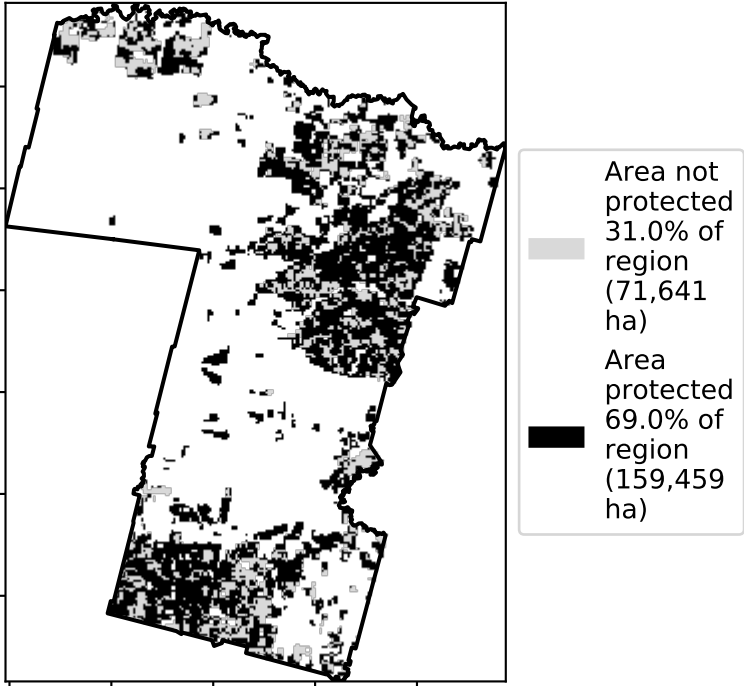 Area not
protected
31.0% of
region
(71,641
ha)
Area
protected
69.0% of
region
(159,459
ha)